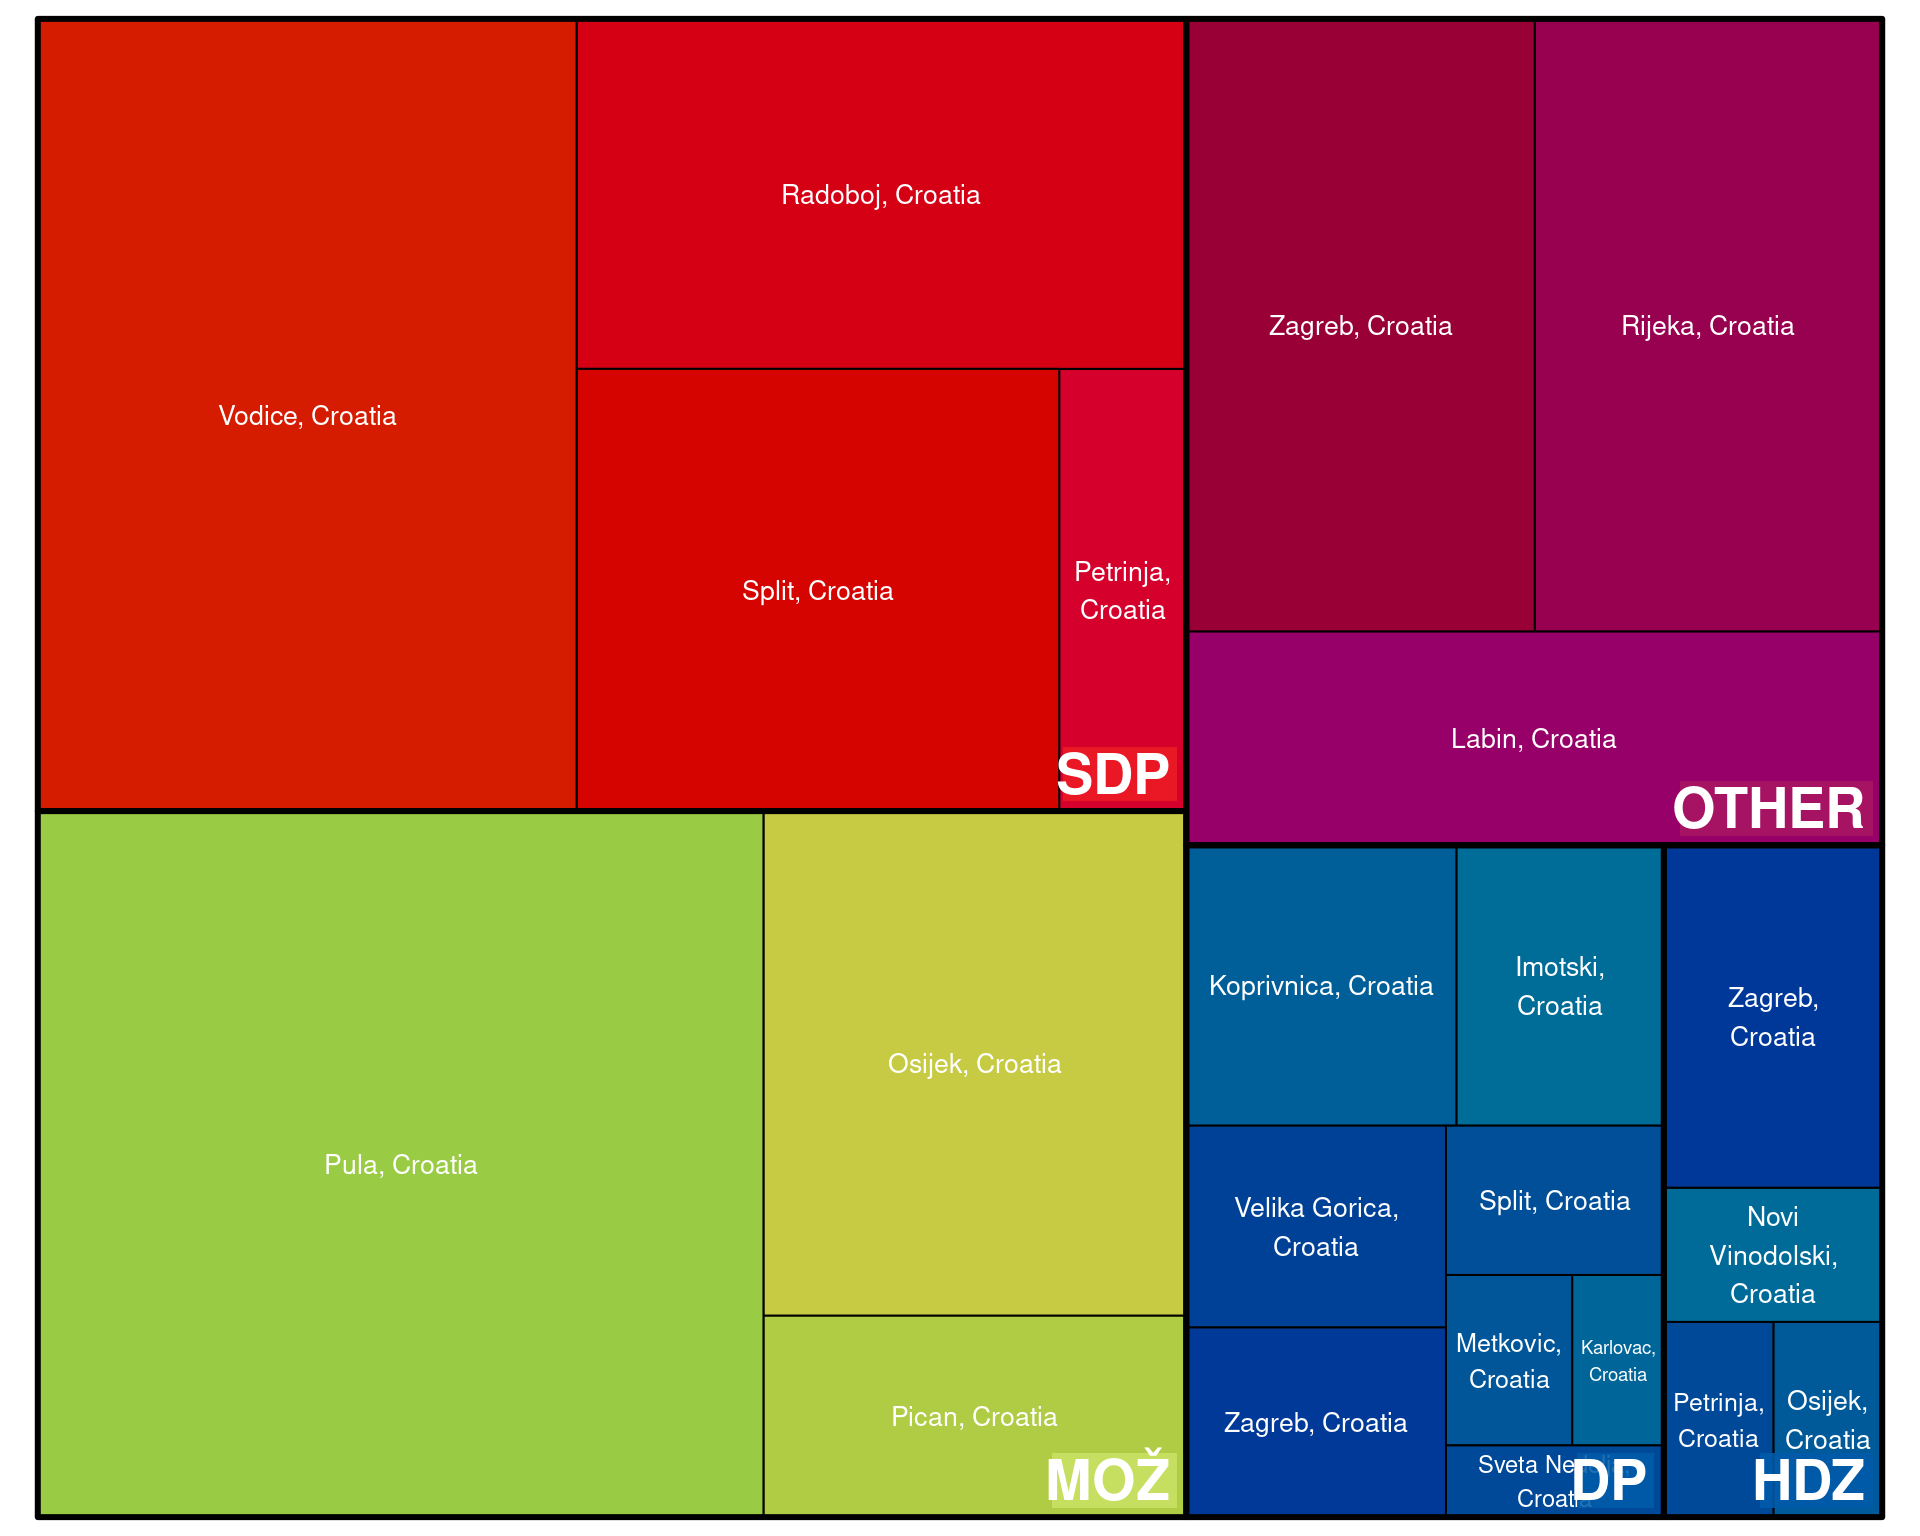 Vodice, Croatia
Radoboj, Croatia
Split, Croatia
Petrinja,
Croatia
SDP
Zagreb, Croatia
Rijeka, Croatia
Labin, Croatia
OTHER
Pula, Croatia
Osijek, Croatia
Pican, Croatia
MOŽ
Koprivnica, Croatia
Imotski,
Croatia
Velika Gorica,
Croatia
Split, Croatia
Zagreb, Croatia
Metkovic,
Croatia
Karlovac,
Croatia
Sveta
Croatia
DP
Zagreb,
Croatia
Novi
Vinodolski,
Croatia
Petrinja,
Croatia
Osijek,
Croatia
HDZ